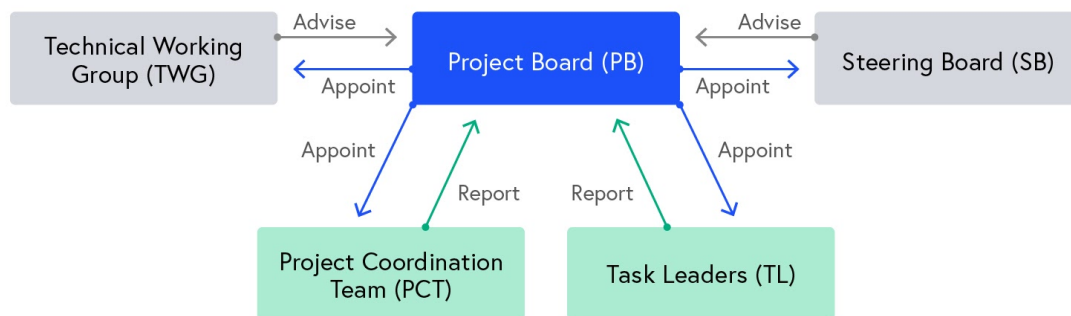 Advise
Technical Working
Group (TWG)
Appoint
Project Board (PB)
Advise
Appoint
Steering Board (SB)
Appoint
Report
Report
Appoint
Project Coordination
Team (PCT)
Task Leaders (TL)